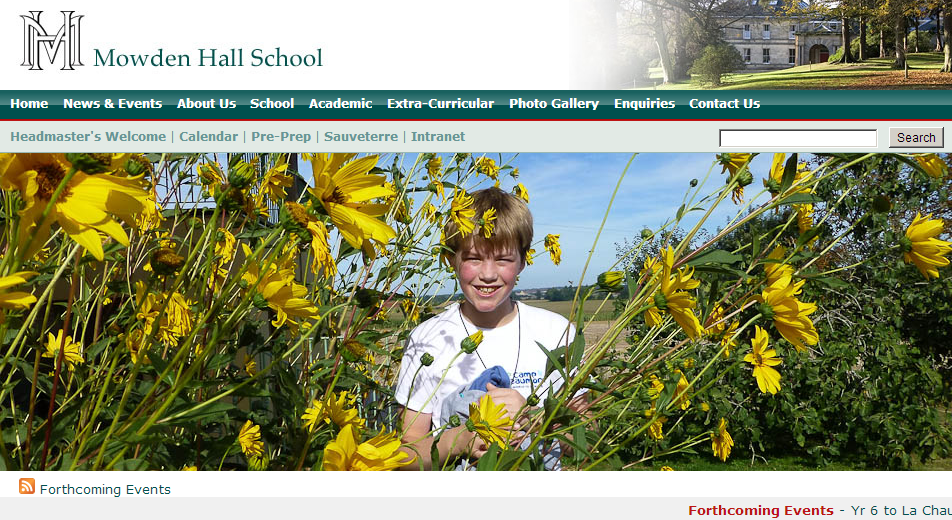 MH Mowden Hall School
Home News & Events About Us School Academic Extra-Curricular Photo Gallery Enquiries Contact Us
Headmaster's Welcome | Calendar | Pre-Prep | Sauveterre | Intranet Search
Camp
Forthcoming Events
Forthcoming Events - Yr 6 to La Chau